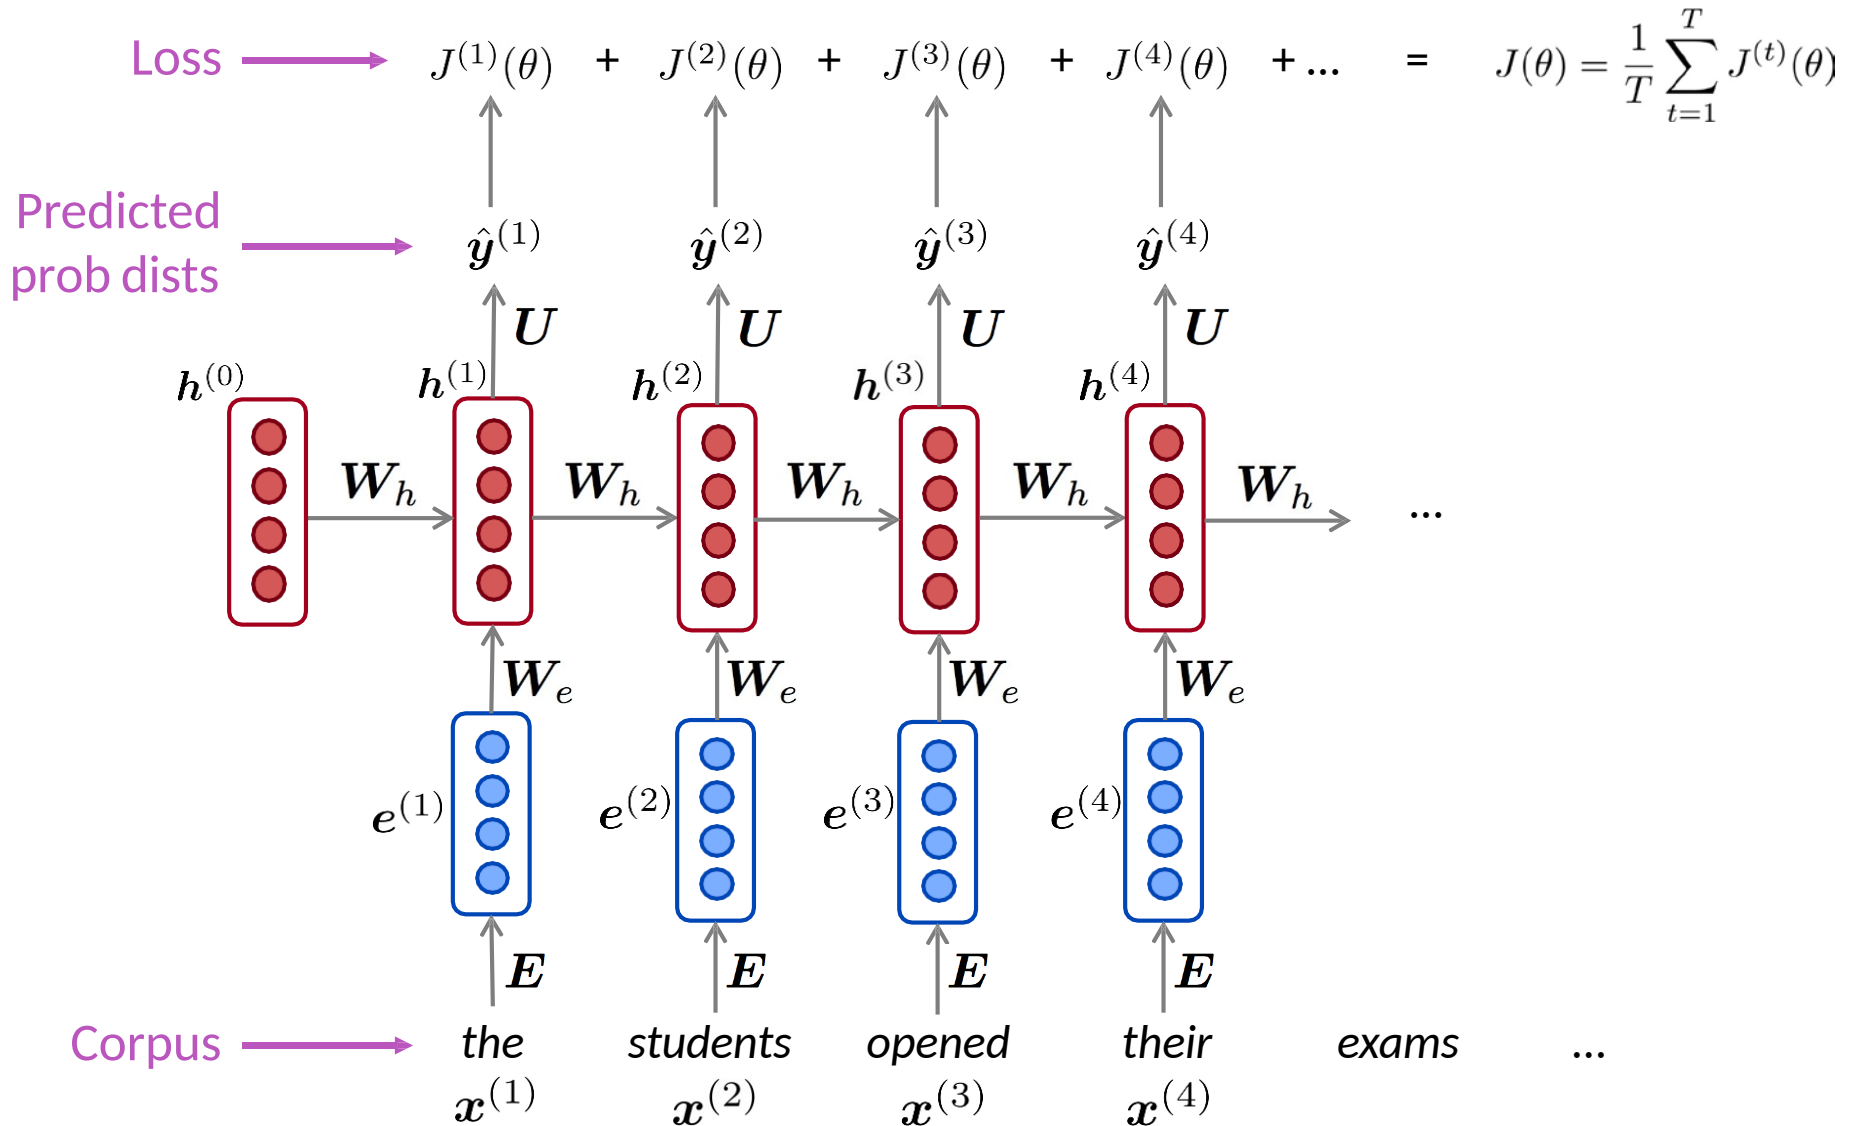 Loss J^{(1)}(θ) + J^{(2)}(θ) + J^{(3)}(θ) + J^{(4)}(θ) + ... = J(θ) = \frac{1}{T} \sum_{t=1}^{T} J^{(t)}(θ)
Predicted
prob dists
ŷ^{(1)} ŷ^{(2)} ŷ^{(3)} ŷ^{(4)}
U U U U
h^{(0)} h^{(1)} h^{(2)} h^{(3)} h^{(4)}
W_h W_h W_h W_h W_h ...
W_e W_e W_e W_e
e^{(1)} e^{(2)} e^{(3)} e^{(4)}
E E E E
Corpus the students opened their exams ...
x^{(1)} x^{(2)} x^{(3)} x^{(4)}